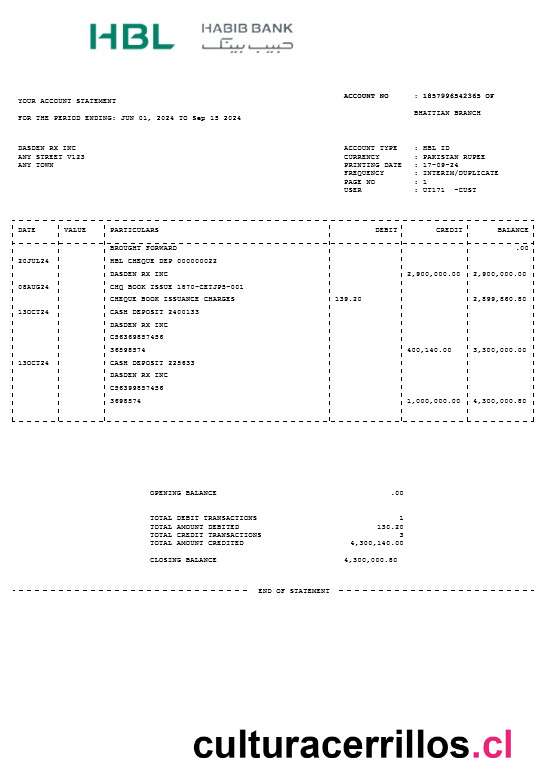 HBL HABIB BANK
حبیب بینک
ACCOUNT NO : 1857996542365 OF
YOUR ACCOUNT STATEMENT
BHATTIAN BRANCH
FOR THE PERIOD ENDING: JUN 01, 2024 TO Sep 15 2024
DASDEN RX INC ACCOUNT TYPE : HBL ID
ANY STREET V123 CURRENCY : PAKISTAN RUPEE
ANY TOWN PRINTING DATE : 17-09-24
FREQUENCY : INTERIM/DUPLICATE
PAGE NO : 1
USER : UT171 -CUST
DATE VALUE PARTICULARS DEBIT CREDIT BALANCE
BROUGHT FORWARD .00
20JUL24 HBL CHEQUE DEP 000000022
DASDEN RX INC 2,900,000.00 2,900,000.00
08AUG24 CHQ BOOK ISSUE 1870-CETJPS-001
CHEQUE BOOK ISSUANCE CHARGES 139.20 2,899,860.80
13OCT24 CASH DEPOSIT 2400133
DASDEN RX INC
C56369857456
36598574 400,140.00 3,300,000.00
13OCT24 CASH DEPOSIT 225633
DASDEN RX INC
C56399857456
3698574 1,000,000.00 4,300,000.80
OPENING BALANCE .00
TOTAL DEBIT TRANSACTIONS 1
TOTAL AMOUNT DEBITED 130.20
TOTAL CREDIT TRANSACTIONS 3
TOTAL AMOUNT CREDITED 4,300,140.00
CLOSING BALANCE 4,300,000.80
END OF STATEMENT
culturacerrillos.cl